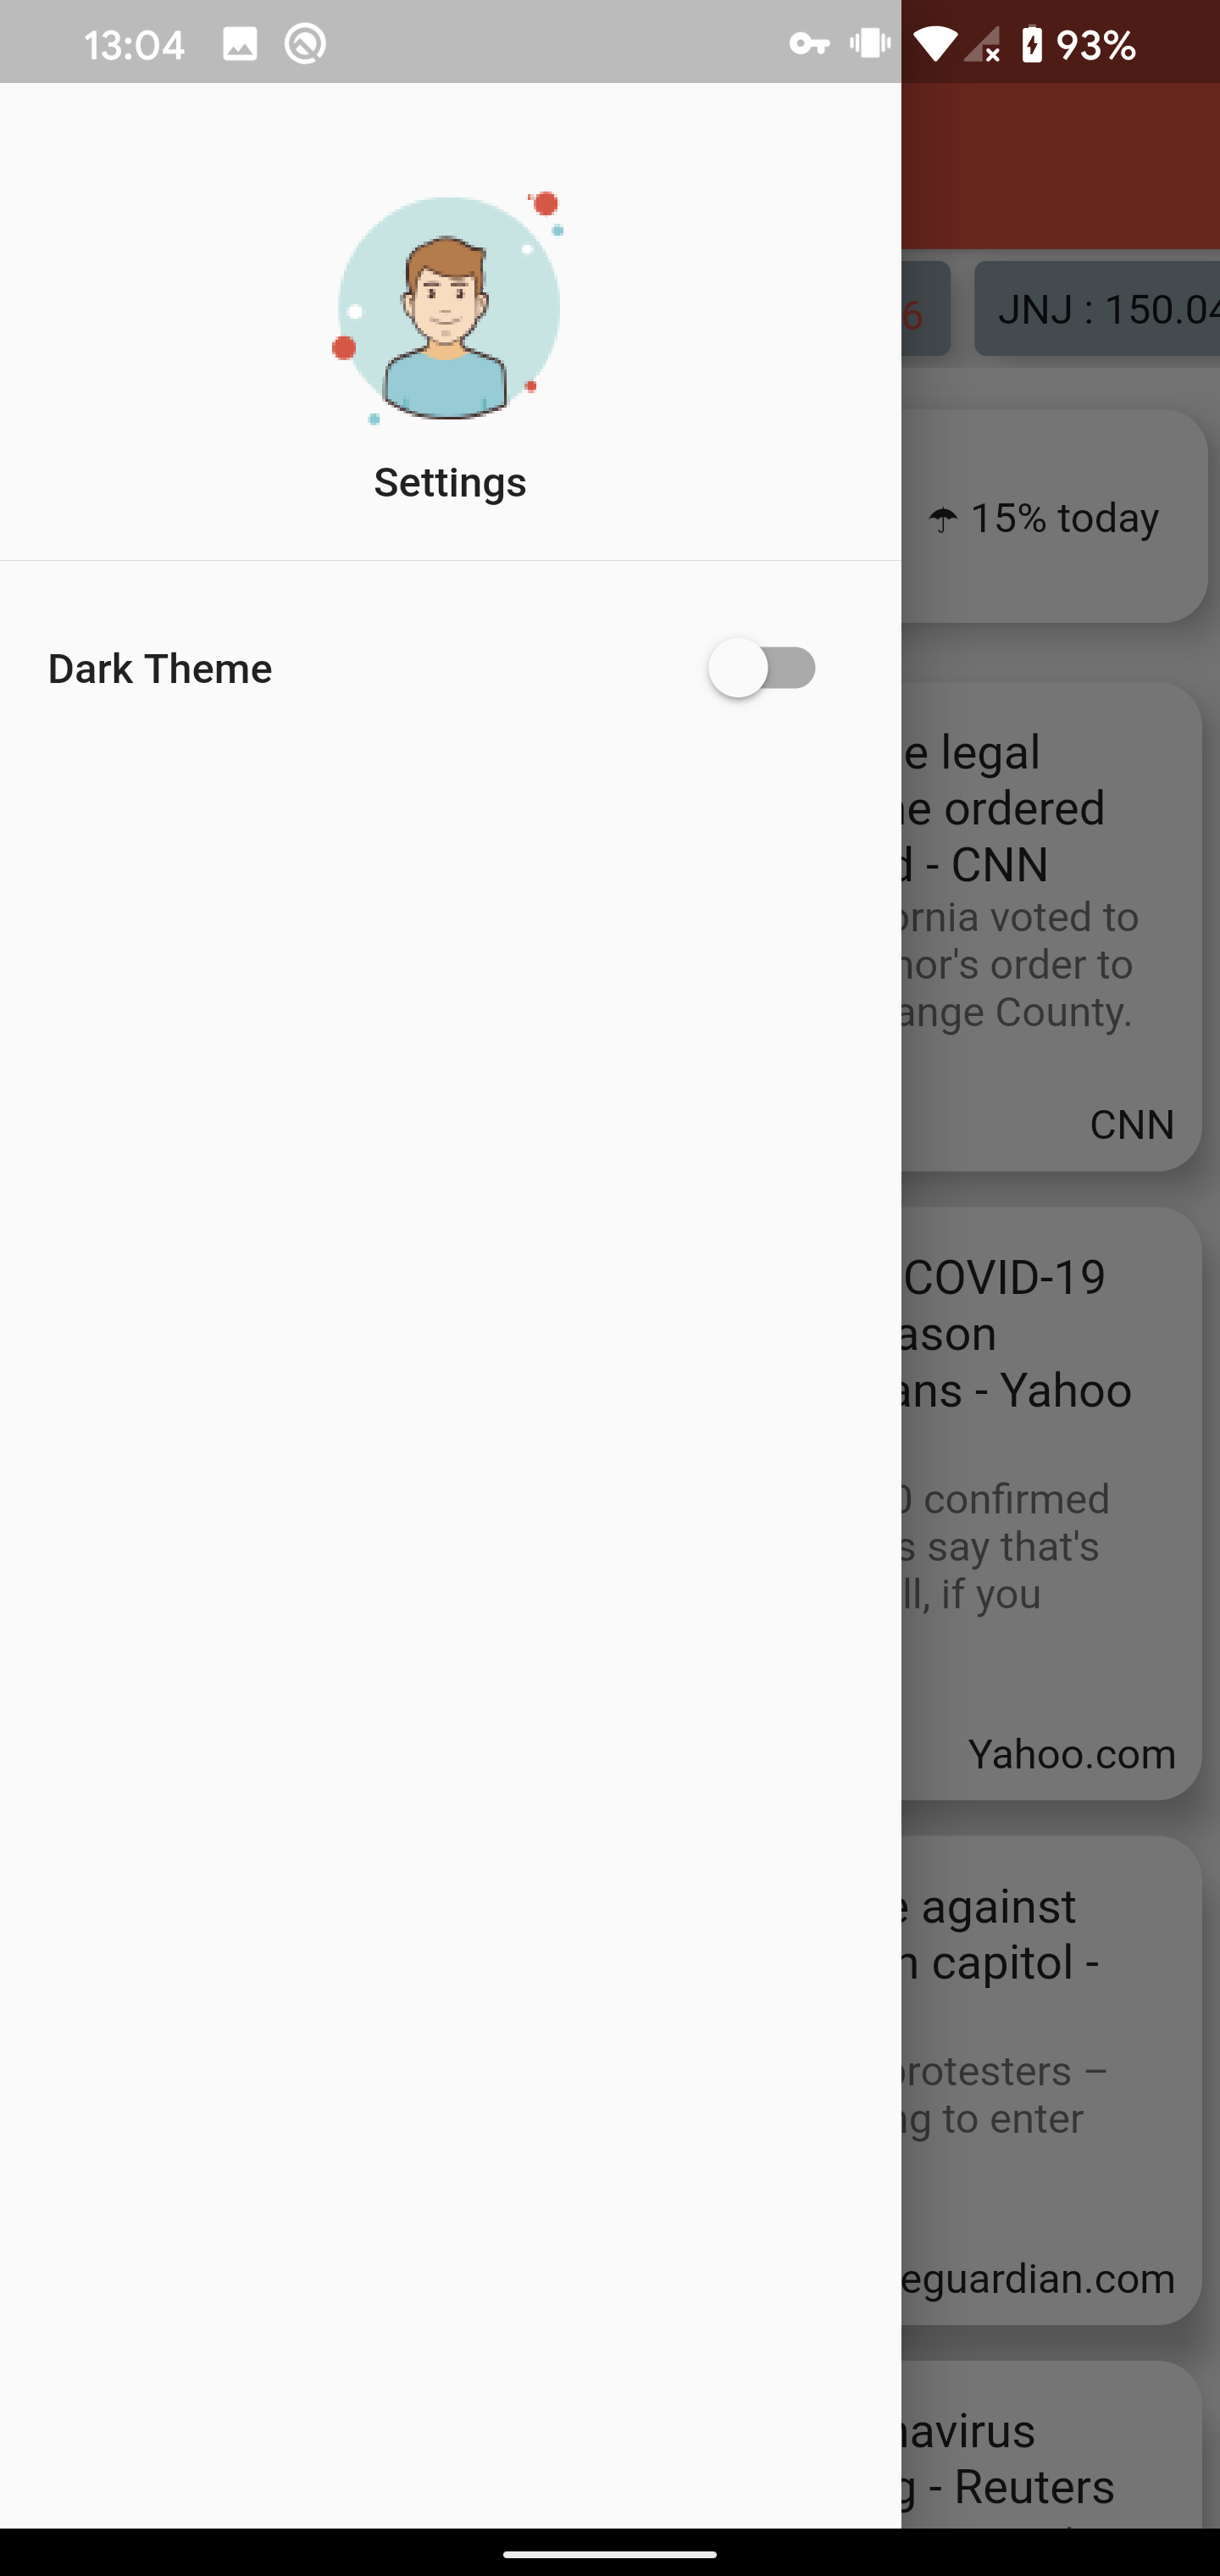 13:04
93%
6
JNJ : 150.04
Settings
15% today
Dark Theme
e legal
e ordered
d - CNN
ornia voted to
nor's order to
ange County.
CNN
COVID-19
ason
ans - Yahoo
0 confirmed
s say that's
ll, if you
Yahoo.com
e against
n capitol -
protesters –
ng to enter
eguardian.com
navirus
g - Reuters